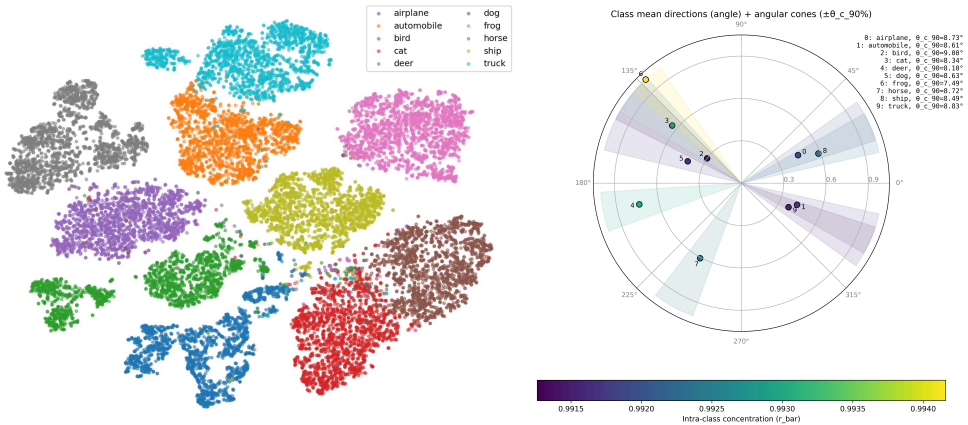 airplane
automobile
bird
cat
deer
dog
frog
horse
ship
truck
Class mean directions (angle) + angular cones (±θ_c_90%)
0: airplane, θ_c_90=8.73°
1: automobile, θ_c_90=8.61°
2: bird, θ_c_90=9.00°
3: cat, θ_c_90=8.34°
4: deer, θ_c_90=8.10°
5: dog, θ_c_90=8.63°
6: frog, θ_c_90=7.49°
7: horse, θ_c_90=8.72°
8: ship, θ_c_90=8.49°
9: truck, θ_c_90=8.83°
90°
135°
45°
6
3
2
5
0
8
180°
0.3
0.6
0.9
0°
4
9
1
7
225°
315°
270°
0.9915
0.9920
0.9925
0.9930
0.9935
0.9940
Intra-class concentration (r_bar)